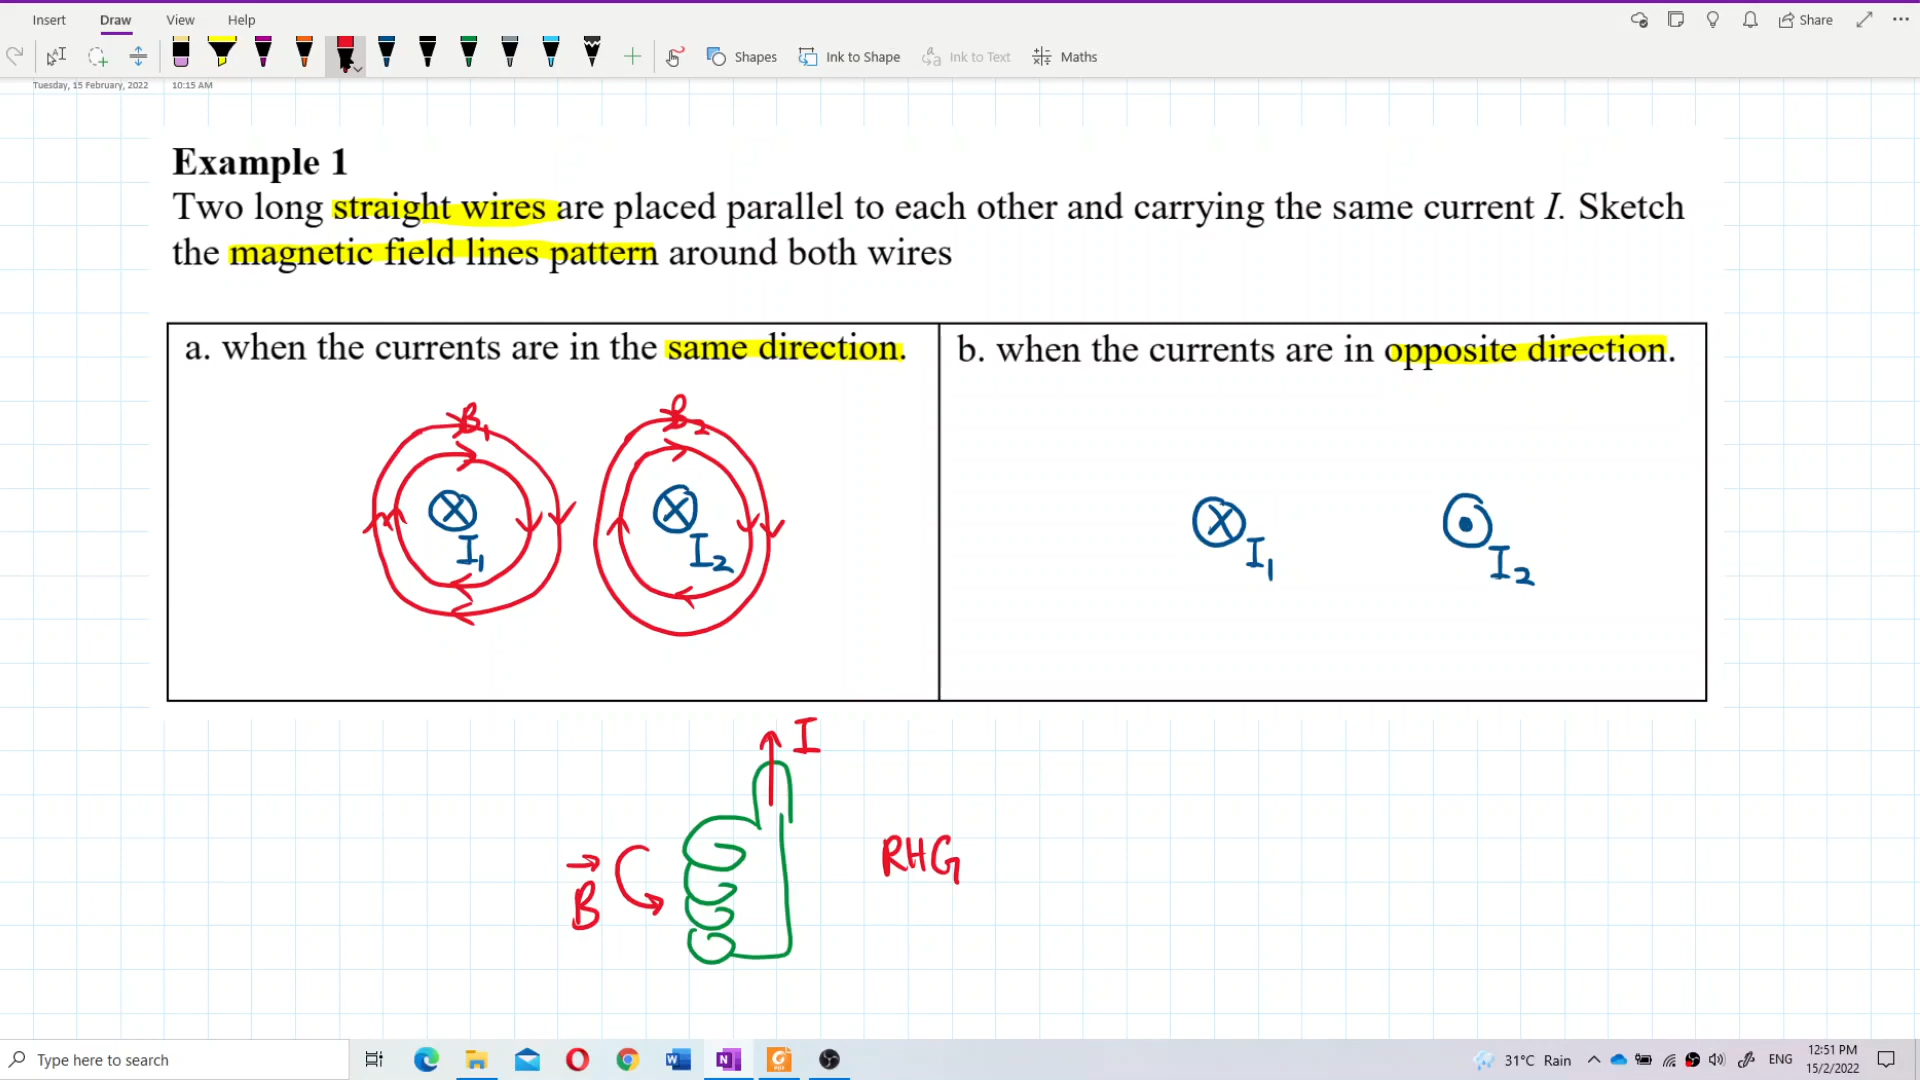 Insert Draw View Help
Share
Shapes Ink to Shape Ink to Text Maths
Tuesday, 15 February, 2022 10:15 AM
Example 1
Two long straight wires are placed parallel to each other and carrying the same current I. Sketch
the magnetic field lines pattern around both wires
a. when the currents are in the same direction.
b. when the currents are in opposite direction.
B₁ B₂
I₁ I₂
I₁ I₂
I
RHG
B
Type here to search
31°C Rain ENG 12:51 PM
15/2/2022